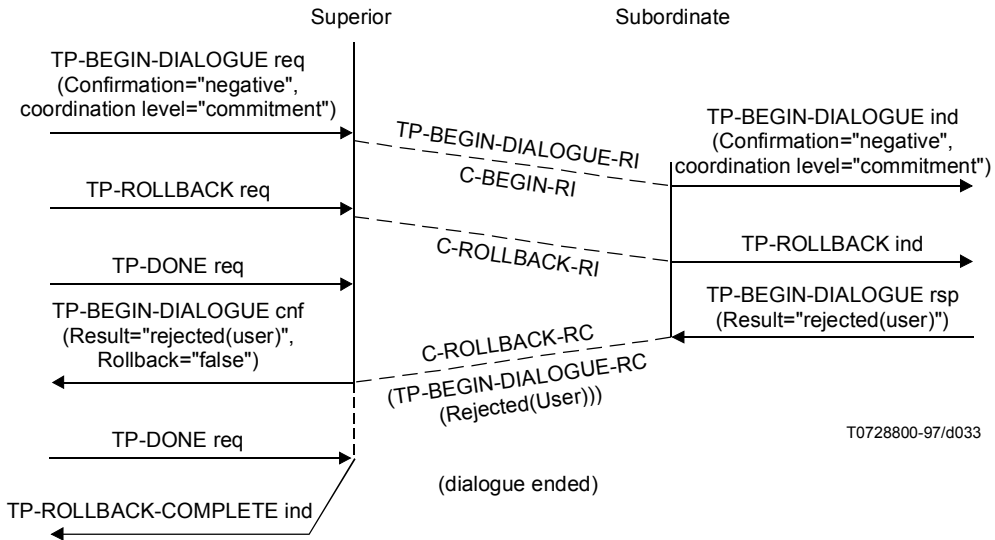 Superior
Subordinate
TP-BEGIN-DIALOGUE req
(Confirmation="negative",
coordination level="commitment")
TP-BEGIN-DIALOGUE-RI
C-BEGIN-RI
TP-BEGIN-DIALOGUE ind
(Confirmation="negative",
coordination level="commitment")
TP-ROLLBACK req
C-ROLLBACK-RI
TP-ROLLBACK ind
TP-DONE req
TP-BEGIN-DIALOGUE rsp
(Result="rejected(user)")
TP-BEGIN-DIALOGUE cnf
(Result="rejected(user)",
Rollback="false")
C-ROLLBACK-RC
(TP-BEGIN-DIALOGUE-RC
(Rejected(User)))
T0728800-97/d033
TP-DONE req
(dialogue ended)
TP-ROLLBACK-COMPLETE ind